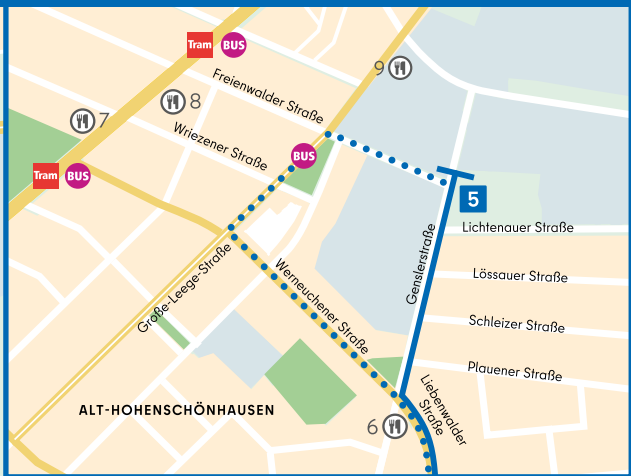 Tram BUS
9
Freienwalder Straße
8
7
Wriezener Straße
BUS
Tram BUS
5
Lichtenauer Straße
Genslerstraße
Große-Leege-Straße
Werneuchener Straße
Lössauer Straße
Schleizer Straße
Plauener Straße
Liebenwalder
Straße
ALT-HOHENSCHÖNHAUSEN
6